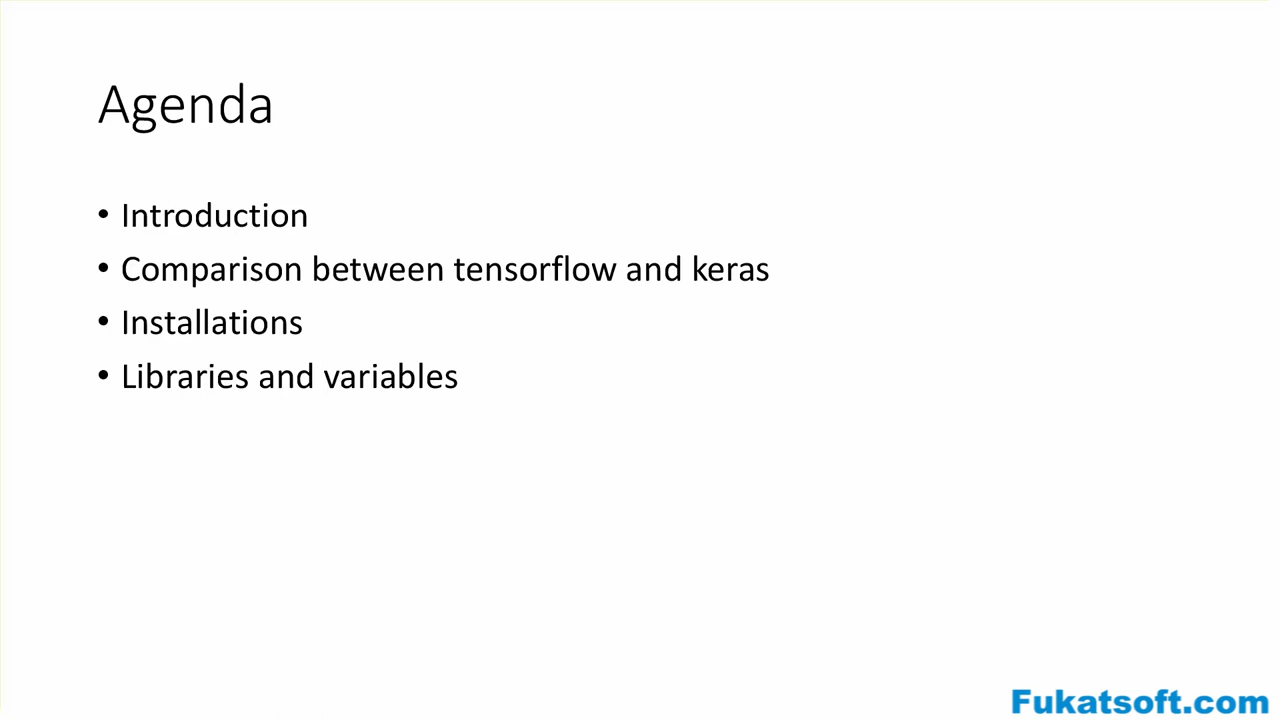 Agenda
• Introduction
• Comparison between tensorflow and keras
• Installations
• Libraries and variables
Fukatsoft.com